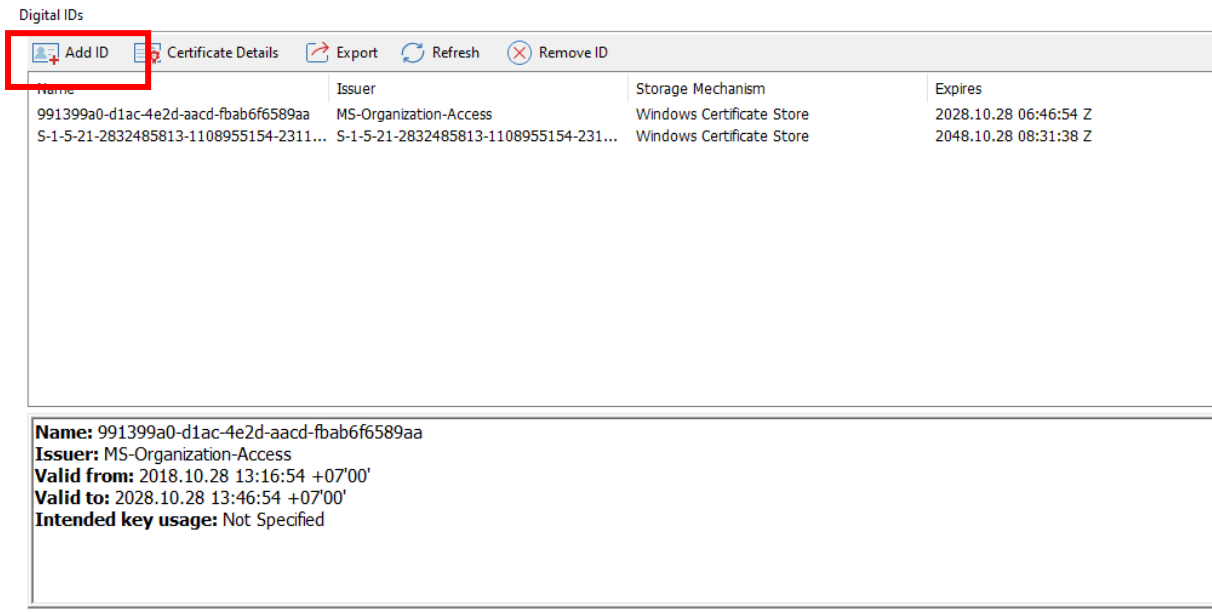 Digital IDs
Add ID Certificate Details Export Refresh Remove ID
Name Issuer Storage Mechanism Expires
991399a0-d1ac-4e2d-aacd-fbab6f6589aa MS-Organization-Access Windows Certificate Store 2028.10.28 06:46:54 Z
S-1-5-21-2832485813-1108955154-2311... S-1-5-21-2832485813-1108955154-231... Windows Certificate Store 2048.10.28 08:31:38 Z
Name: 991399a0-d1ac-4e2d-aacd-fbab6f6589aa
Issuer: MS-Organization-Access
Valid from: 2018.10.28 13:16:54 +07'00'
Valid to: 2028.10.28 13:46:54 +07'00'
Intended key usage: Not Specified